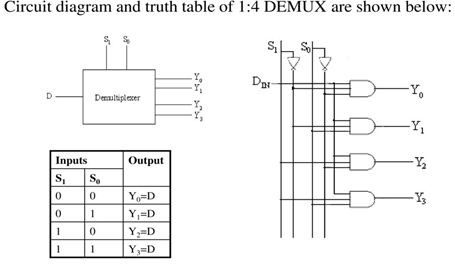 Circuit diagram and truth table of 1:4 DEMUX are shown below:
S₁ S₀
D
Demultiplexer
Y₀
Y₁
Y₂
Y₃
Inputs Output
S₁ S₀
0 0 Y₀=D
0 1 Y₁=D
1 0 Y₂=D
1 1 Y₃=D
S₁ S₀
D_IN
Y₀
Y₁
Y₂
Y₃